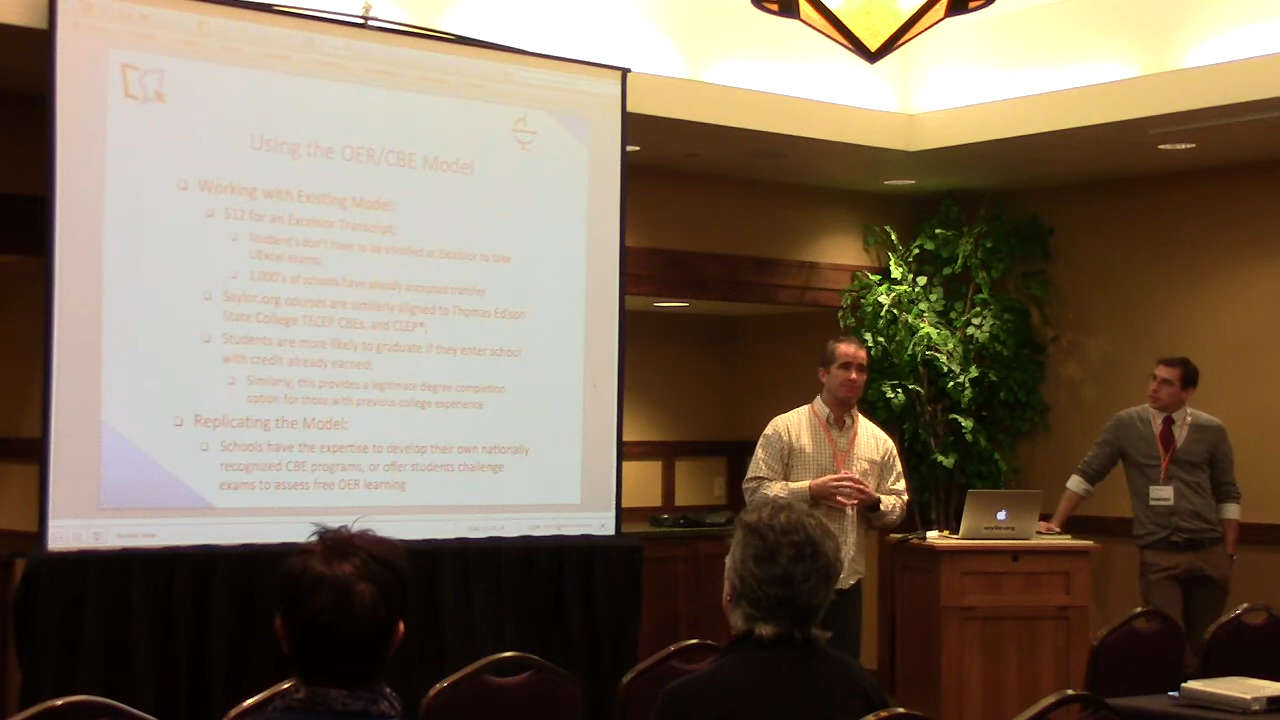 Using the OER/CBE Model
Working with Existing Model:
$12 for an Excelsior Transcript;
Student's don't have to be enrolled at Excelsior to take
UExcel exams.
1,000's of schools have already accepted transfer
Saylor.org courses are similarly aligned to Thomas Edison
State College TECEP CBEs, and CLEP*;
Students are more likely to graduate if they enter school
with credit already earned;
Similarly, this provides a legitimate degree completion
option for those with previous college experience
Replicating the Model:
Schools have the expertise to develop their own nationally
recognized CBE programs, or offer students challenge
exams to assess free OER learning
saylor.org